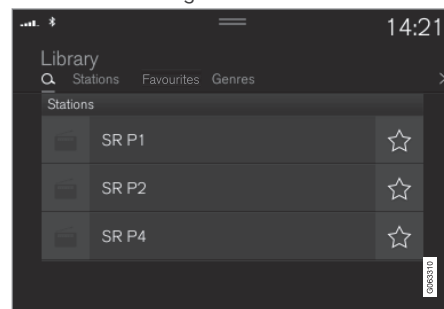 14:21
Library
Stations Favourites Genres
Stations
SR P1
SR P2
SR P4
G063310